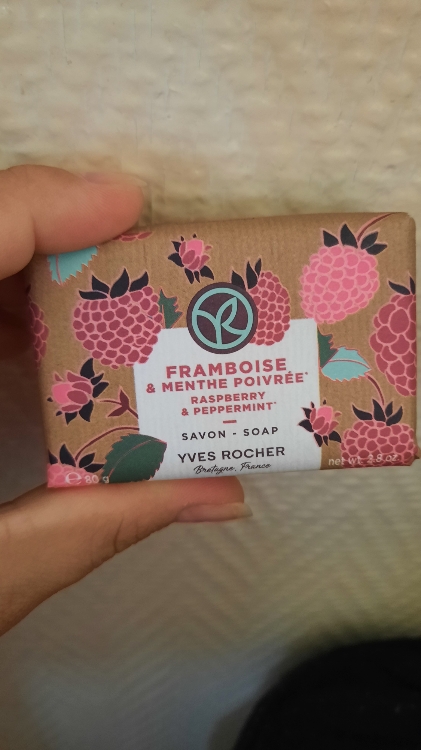 FRAMBOISE
& MENTHE POIVRÉE*
RASPBERRY
& PEPPERMINT*
SAVON - SOAP
YVES ROCHER
Bretagne, France
℮ 80 g
net wt. 2.8 oz